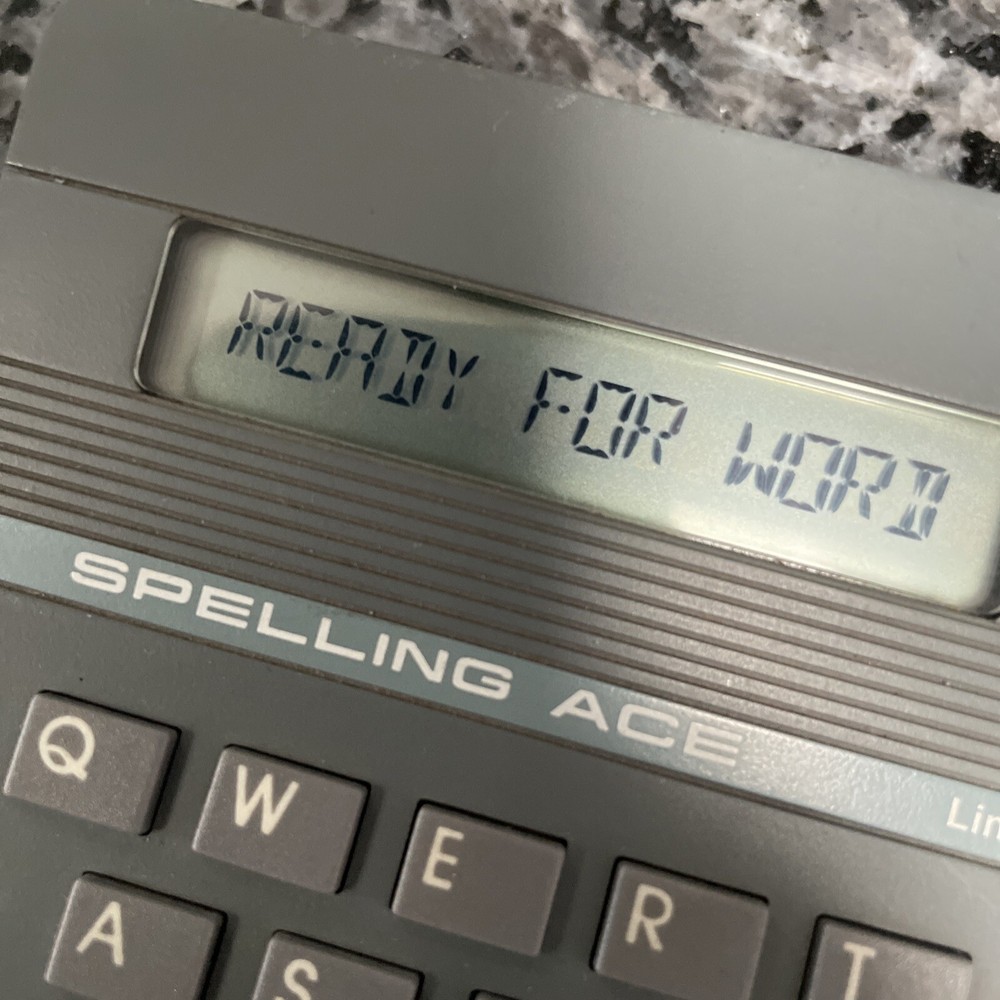 READY FOR WORD
SPELLING ACE
Q W E R T
A S